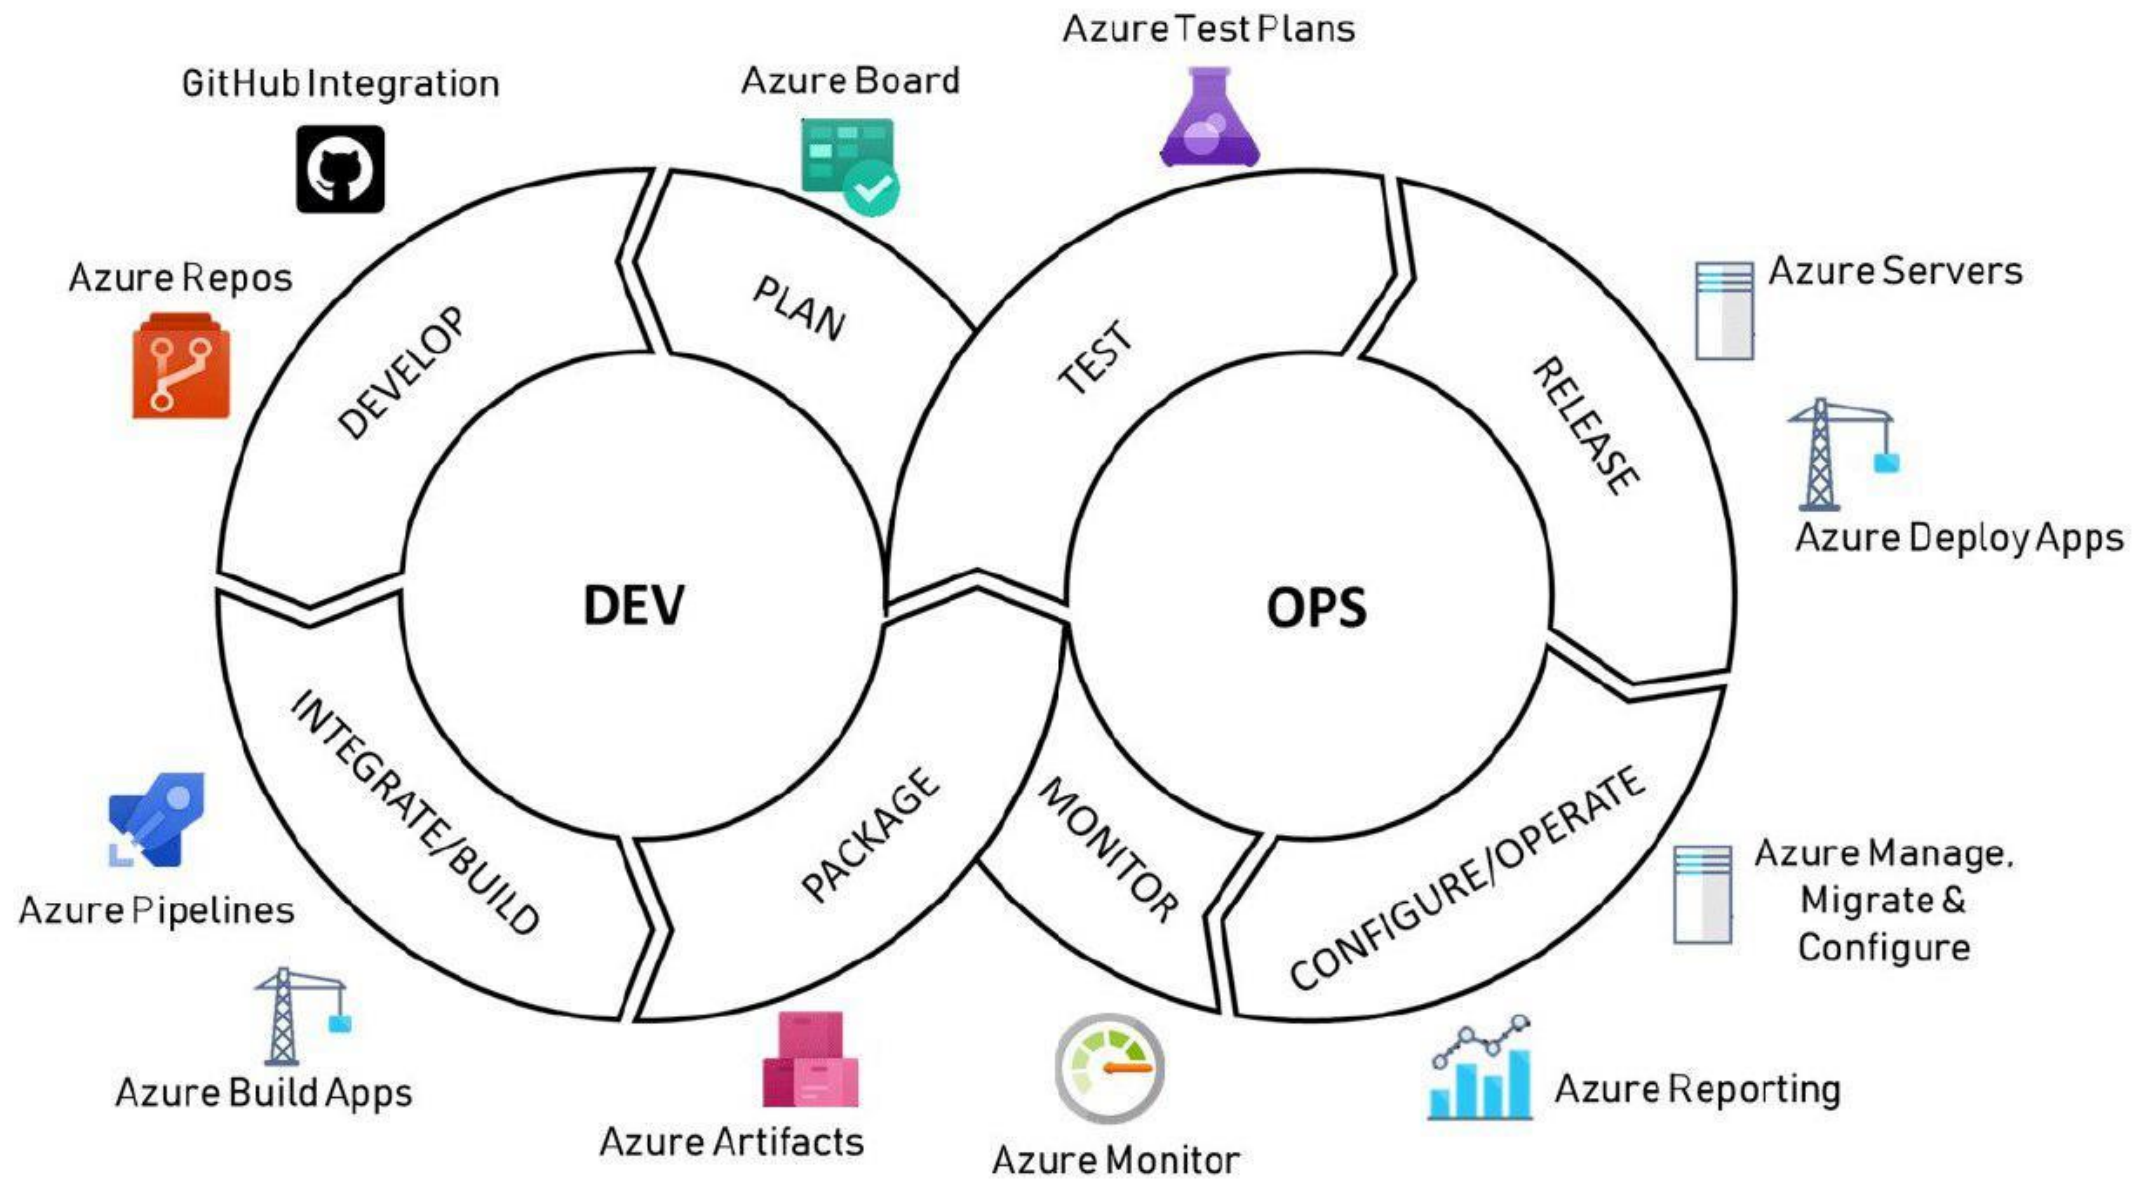 Azure Test Plans
GitHub Integration
Azure Board
Azure Repos
Azure Servers
PLAN
DEVELOP
TEST
RELEASE
Azure Deploy Apps
DEV
OPS
INTEGRATE/BUILD
PACKAGE
MONITOR
CONFIGURE/OPERATE
Azure Manage,
Migrate &
Configure
Azure Pipelines
Azure Build Apps
Azure Reporting
Azure Artifacts
Azure Monitor